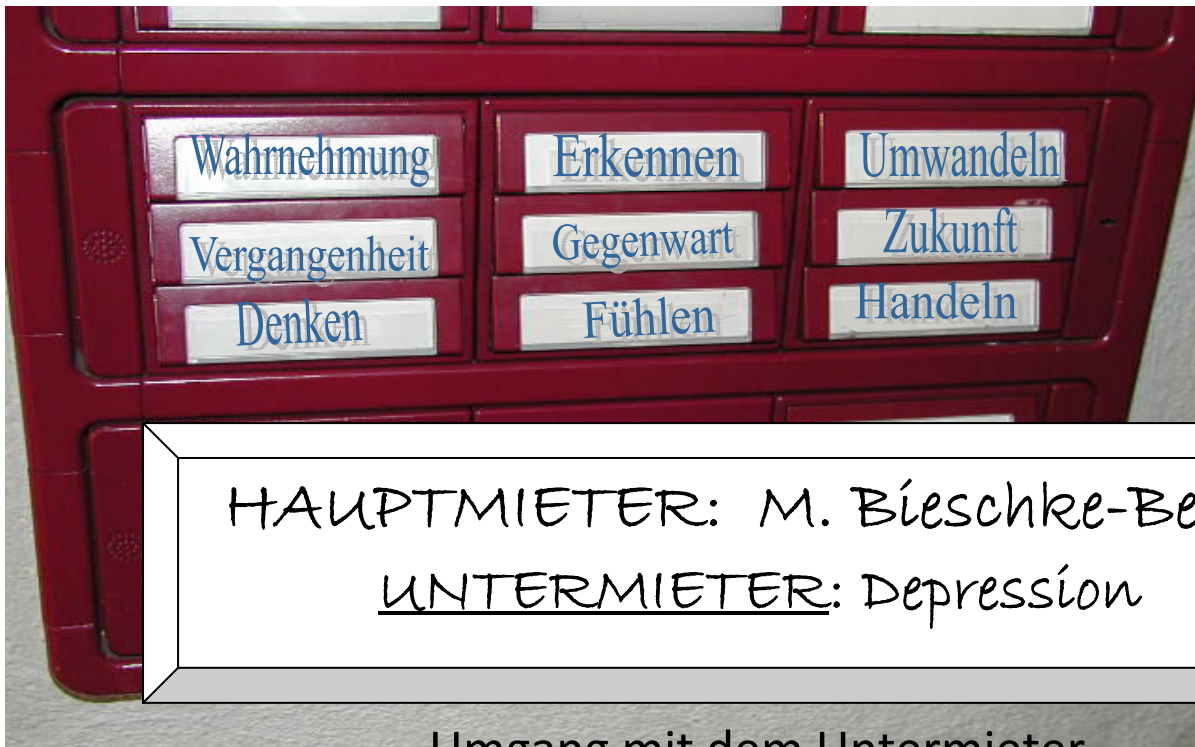 Wahrnehmung Erkennen Umwandeln
Vergangenheit Gegenwart Zukunft
Denken Fühlen Handeln
HAUPTMIETER: M. Bieschke-Be
UNTERMIETER: Depression
Umgang mit dem Untermieter